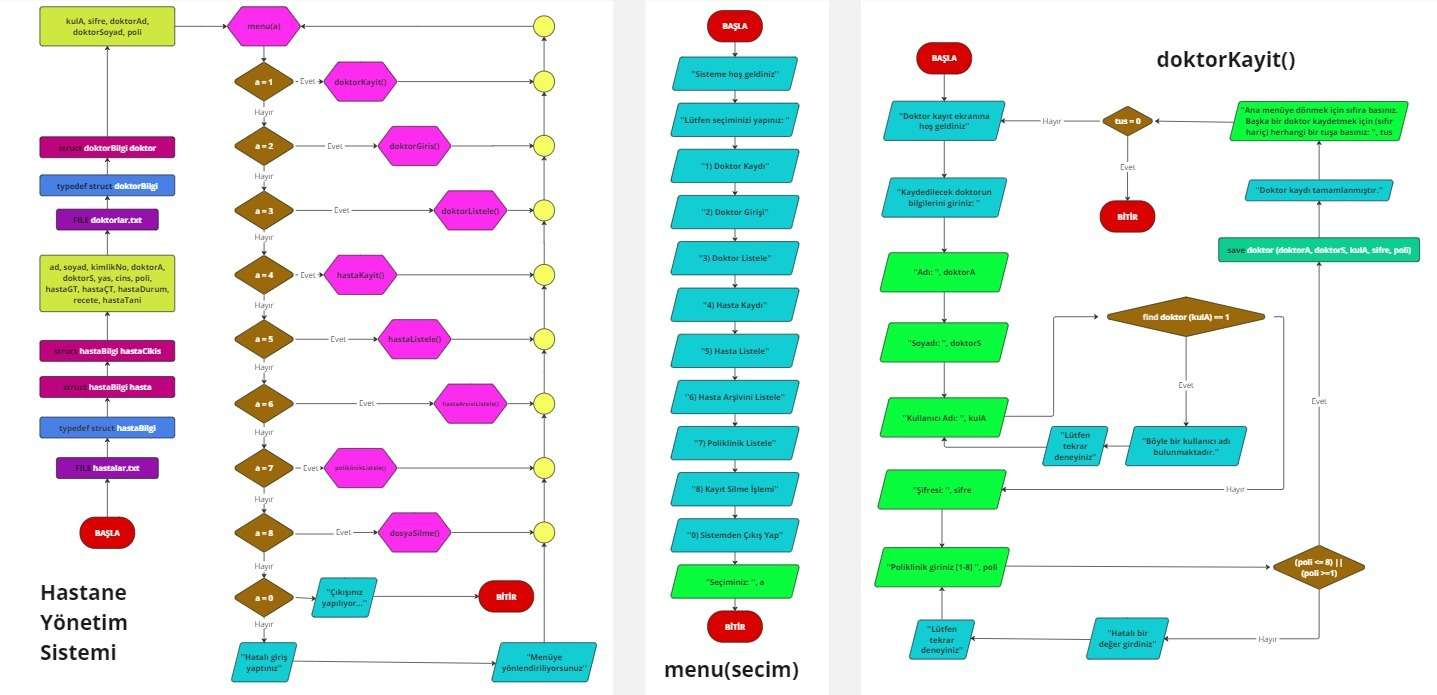 kulA, sifre, doktorAd,
doktorSoyad, poli
struct doktorBilgi doktor
typedef struct doktorBilgi
FILE doktorlar.txt
ad, soyad, kimlikNo, doktorA,
doktorS, yas, cins, poli,
hastaGT, hastaÇT, hastaDurum,
recete, hastaTani
struct hastaBilgi hastaCikis
struct hastaBilgi hasta
typedef struct hastaBilgi
FILE hastalar.txt
BAŞLA
Hastane
Yönetim
Sistemi
menu(a)
a = 1
Evet
doktorKayit()
Hayır
a = 2
Evet
doktorGiris()
Hayır
a = 3
Evet
doktorListele()
Hayır
a = 4
Evet
hastaKayit()
Hayır
a = 5
Evet
hastaListele()
Hayır
a = 6
Evet
hastaArsiviListele()
Hayır
a = 7
Evet
poliklinikListele()
Hayır
a = 8
Evet
dosyaSilme()
Hayır
a = 0
"Çıkışınız
yapılıyor..."
BİTİR
Hayır
"Hatalı giriş
yaptınız"
"Menüye
yönlendiriliyorsunuz"
BAŞLA
"Sisteme hoş geldiniz"
"Lütfen seçiminizi yapınız: "
"1) Doktor Kaydı"
"2) Doktor Girişi"
"3) Doktor Listele"
"4) Hasta Kaydı"
"5) Hasta Listele"
"6) Hasta Arşivini Listele"
"7) Poliklinik Listele"
"8) Kayıt Silme İşlemi"
"0) Sistemden Çıkış Yap"
"Seçiminiz: ", a
BİTİR
menu(secim)
doktorKayit()
BAŞLA
"Doktor kayıt ekranına
hoş geldiniz"
Hayır
tus = 0
"Ana menüye dönmek için sıfıra basınız.
Başka bir doktor kaydetmek için (sıfır
hariç) herhangi bir tuşa basınız: ", tus
Evet
BİTİR
"Kaydedilecek doktorun
bilgilerini giriniz: "
"Doktor kaydı tamamlanmıştır."
save doktor (doktorA, doktorS, kulA, sifre, poli)
"Adı: ", doktorA
"Soyadı: ", doktorS
find doktor (kulA) == 1
Evet
Evet
"Kullanıcı Adı: ", kulA
"Lütfen
tekrar
deneyiniz"
"Böyle bir kullanıcı adı
bulunmaktadır."
"Şifresi: ", sifre
Hayır
"Poliklinik giriniz [1-8] ", poli
(poli <= 8) ||
(poli >=1)
"Lütfen
tekrar
deneyiniz"
"Hatalı bir
değer girdiniz"
Hayır